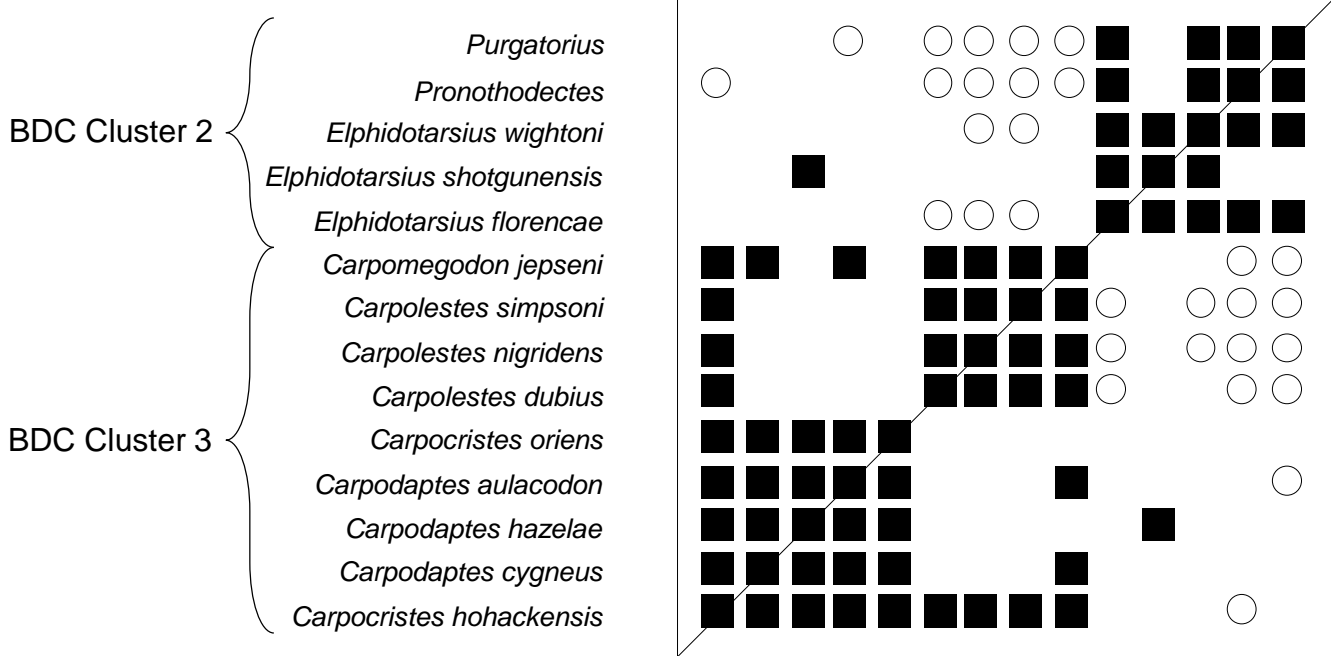 Purgatorius
Pronothodectes
BDC Cluster 2
Elphidotarsius wightoni
Elphidotarsius shotgunensis
Elphidotarsius florencae
Carpomegodon jepseni
Carpolestes simpsoni
Carpolestes nigridens
Carpolestes dubius
BDC Cluster 3
Carpocristes oriens
Carpodaptes aulacodon
Carpodaptes hazelae
Carpodaptes cygneus
Carpocristes hohackensis